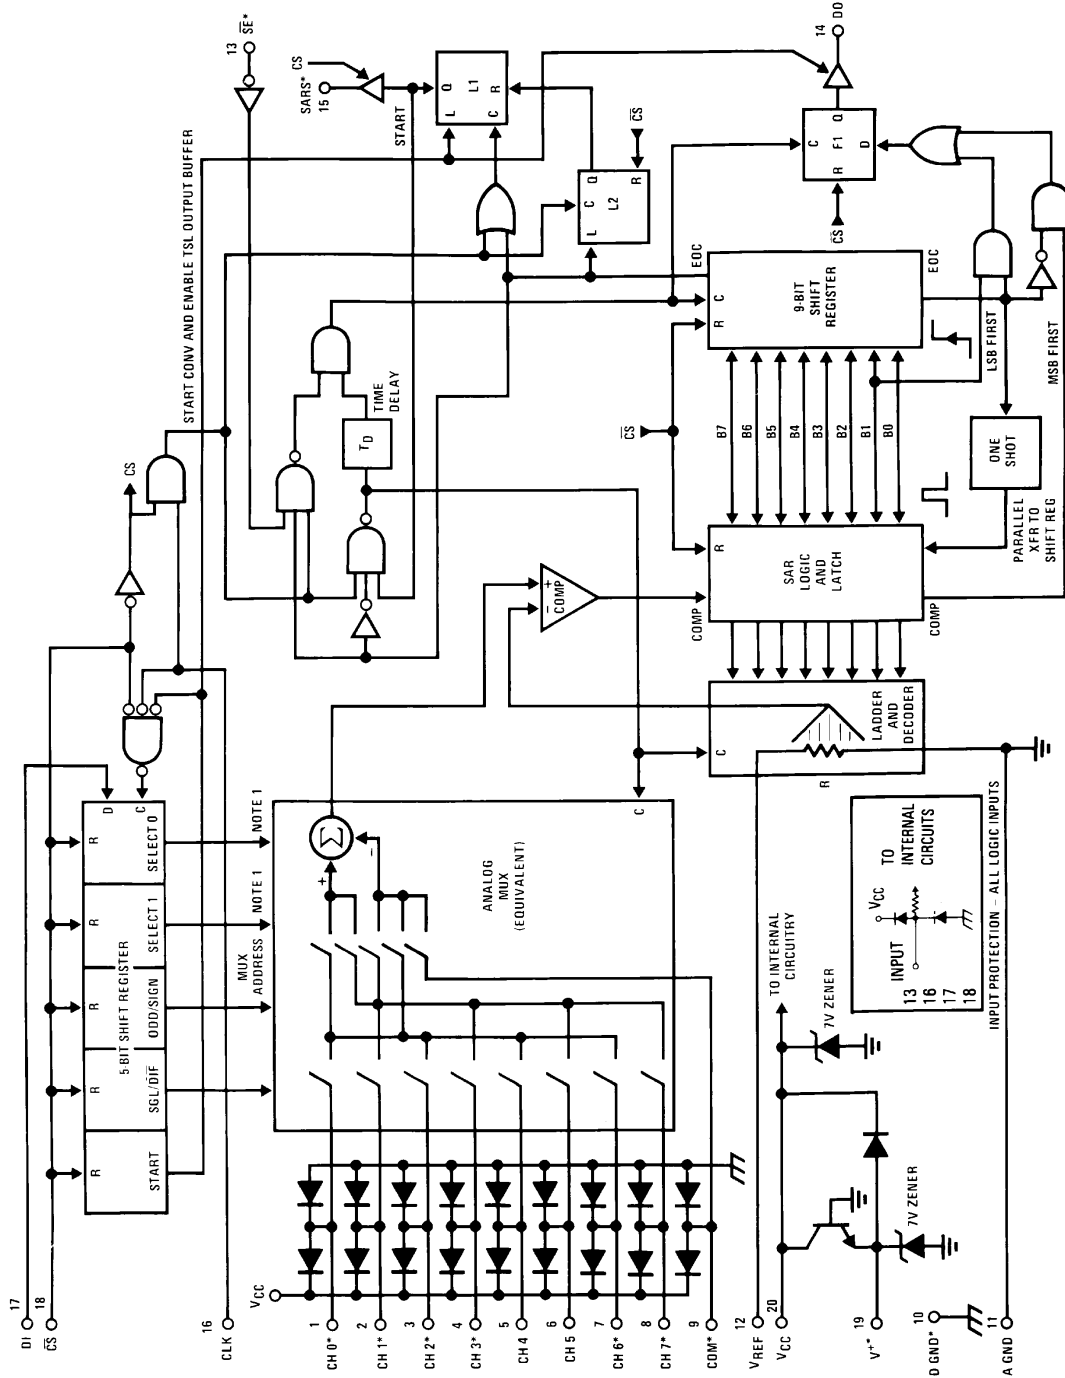 17
DI
18
C̅S̅
16
CLK
1
CH 0*
2
CH 1*
3
CH 2*
4
CH 3*
5
CH 4
6
CH 5
7
CH 6*
8
CH 7*
9
COM*
12
VREF
20
VCC
19
V+*
10
D GND*
11
A GND
VCC
5-BIT SHIFT REGISTER
START
SGL/D̅I̅F̅
ODD/SIGN
SELECT 1
SELECT 0
R
R
R
R
R
D
C
MUX
ADDRESS
NOTE 1
NOTE 1
ANALOG
MUX
(EQUIVALENT)
Σ
+
−
C
CS
START CONV AND ENABLE TSL OUTPUT BUFFER
13
S̅E̅*
SARS*
15
CS
START
L
Q
L1
C
R
L
C
Q
L2
R
C̅S̅
TD
TIME
DELAY
+
−
COMP
C̅S̅
EOC
R
C
9-BIT
SHIFT
REGISTER
EOC
B7
B6
B5
B4
B3
B2
B1
B0
COMP
R
SAR
LOGIC
AND
LATCH
COMP
C
LADDER
AND
DECODER
R
ONE
SHOT
PARALLEL
XFR TO
SHIFT REG
LSB FIRST
MSB FIRST
C̅S̅
R
C
F1
D
Q
14
DO
TO INTERNAL
CIRCUITRY
7V ZENER
7V ZENER
INPUT
13
16
17
18
VCC
TO
INTERNAL
CIRCUITS
INPUT PROTECTION – ALL LOGIC INPUTS